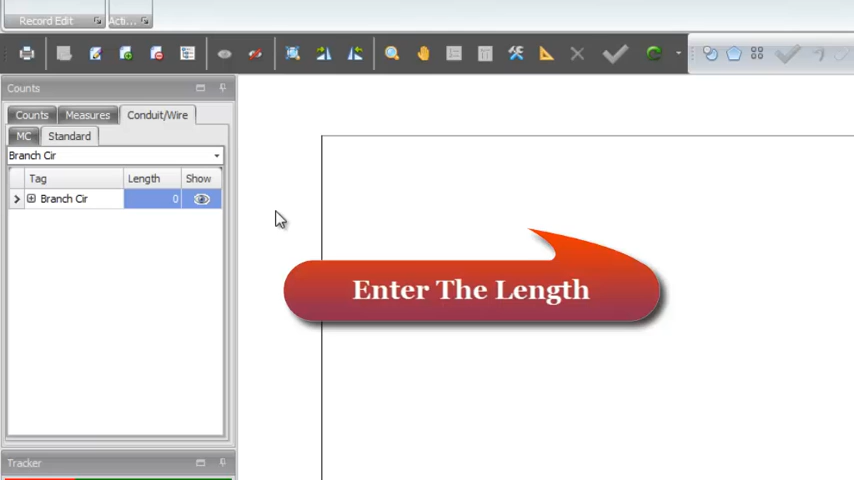 Record Edit
Acti...
Counts
Counts Measures Conduit/Wire
MC Standard
Branch Cir
Tag Length Show
Branch Cir 0
Enter The Length
Tracker